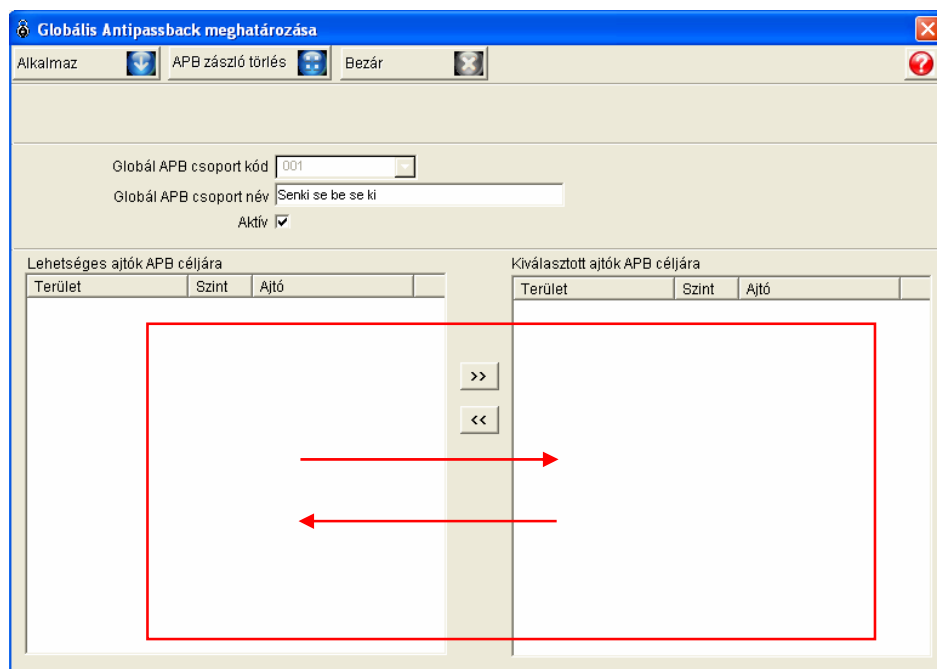 Globális Antipassback meghatározása
Alkalmaz APB zászló törlés Bezár
Globál APB csoport kód 001
Globál APB csoport név Senki se be se ki
Aktív
Lehetséges ajtók APB céljára Kiválasztott ajtók APB céljára
Terület Szint Ajtó Terület Szint Ajtó
>>
<<